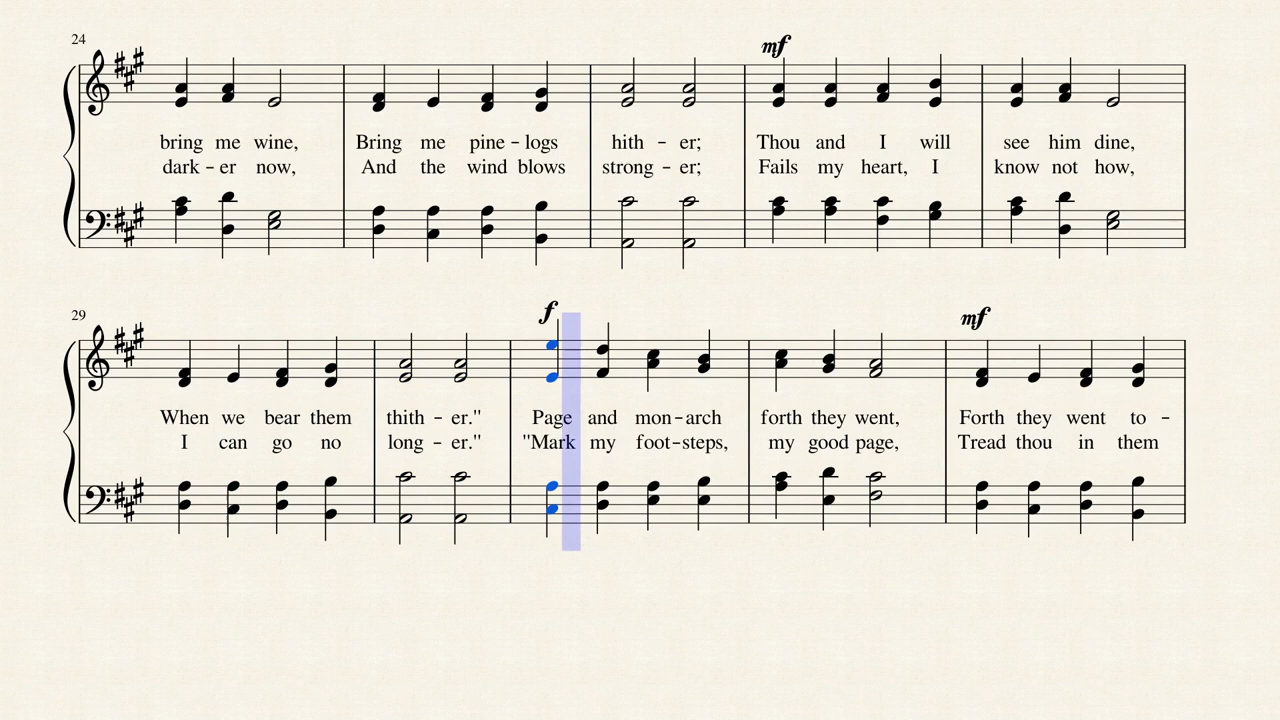 24
mf
bring me wine, Bring me pine – logs hith – er; Thou and I will see him dine,
dark – er now, And the wind blows strong – er; Fails my heart, I know not how,
29
f
mf
When we bear them thith – er." Page and mon – arch forth they went, Forth they went to –
I can go no long – er." "Mark my foot – steps, my good page, Tread thou in them